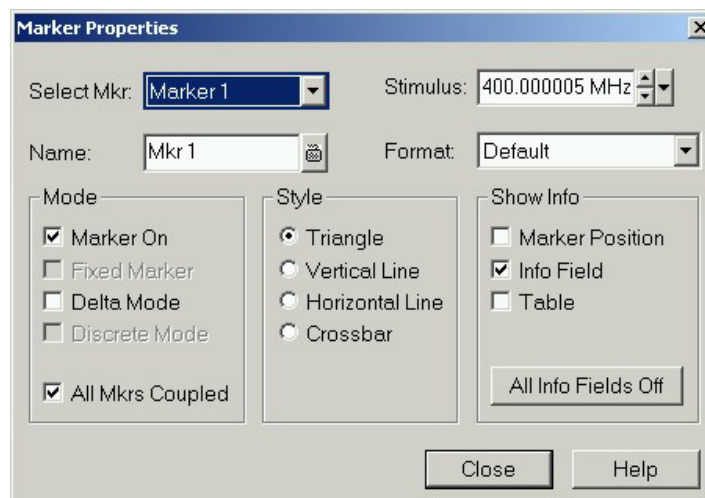 Marker Properties
Select Mkr: Marker 1
Stimulus: 400.000005 MHz
Name: Mkr 1
Format: Default
Mode
Marker On
Fixed Marker
Delta Mode
Discrete Mode
All Mkrs Coupled
Style
Triangle
Vertical Line
Horizontal Line
Crossbar
Show Info
Marker Position
Info Field
Table
All Info Fields Off
Close
Help